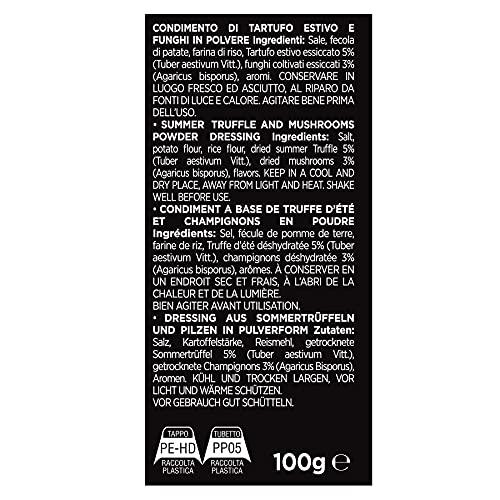 CONDIMENTO DI TARTUFO ESTIVO E
FUNGHI IN POLVERE Ingredienti: Sale, fecola
di patate, farina di riso, Tartufo estivo essiccato 5%
(Tuber aestivum Vitt.), funghi coltivati essiccati 3%
(Agaricus bisporus), aromi. CONSERVARE IN
LUOGO FRESCO ED ASCIUTTO, AL RIPARO DA
FONTI DI LUCE E CALORE. AGITARE BENE PRIMA
DELL'USO.
• SUMMER TRUFFLE AND MUSHROOMS
POWDER DRESSING Ingredients: Salt,
potato flour, rice flour, dried summer Truffle 5%
(Tuber aestivum Vitt.), dried mushrooms 3%
(Agaricus bisporus), flavors. KEEP IN A COOL AND
DRY PLACE, AWAY FROM LIGHT AND HEAT. SHAKE
WELL BEFORE USE.
• CONDIMENT A BASE DE TRUFFE D'ÉTÉ
ET CHAMPIGNONS EN POUDRE
Ingrédients: Sel, fécule de pomme de terre,
farine de riz, Truffe d'été déshydratée 5% (Tuber
aestivum Vitt.), champignons déshydratée 3%
(Agaricus bisporus), arômes. À CONSERVER EN
UN ENDROIT SEC ET FRAIS, À L'ABRI DE LA
CHALEUR ET DE LA LUMIÈRE.
BIEN AGITER AVANT UTILISATION.
• DRESSING AUS SOMMERTRÜFFELN
UND PILZEN IN PULVERFORM Zutaten:
Salz, Kartoffelstärke, Reismehl, getrocknete
Sommertrüffel 5% (Tuber aestivum Vitt.),
getrocknete Champignons 3% (Agaricus Bisporus),
Aromen. KÜHL UND TROCKEN LARGEN, VOR
LICHT UND WÄRME SCHÜTZEN.
VOR GEBRAUCH GUT SCHÜTTELN.
TAPPO
PE-HD
RACCOLTA
PLASTICA
TUBETTO
PP05
RACCOLTA
PLASTICA
100g e